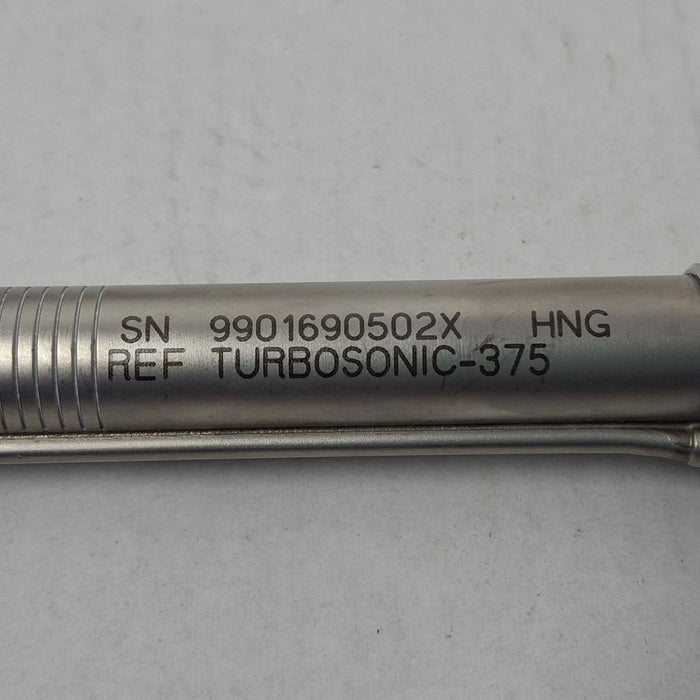 SN 9901690502X HNG
REF TURBOSONIC-375